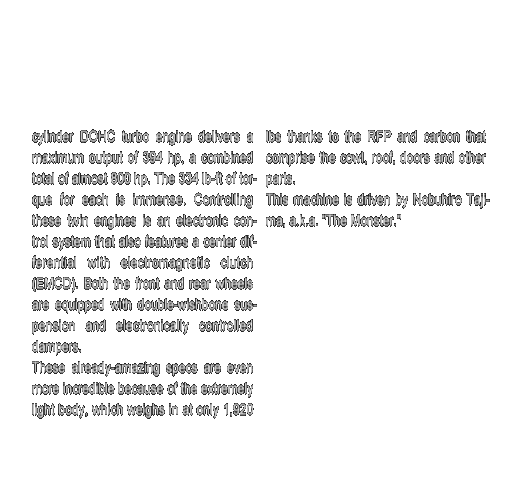 cylinder DOHC turbo engine delivers a
maximum output of 394 hp, a combined
total of almost 800 hp. The 334 lb-ft of tor-
que for each is immense. Controlling
these twin engines is an electronic con-
trol system that also features a center dif-
ferential with electromagnetic clutch
(EMCD). Both the front and rear wheels
are equipped with double-wishbone sus-
pension and electronically controlled
dampers.
These already-amazing specs are even
more incredible because of the extremely
light body, which weighs in at only 1,920
lbs thanks to the RFP and carbon that
comprise the cowl, roof, doors and other
parts.
This machine is driven by Nobuhiro Taji-
ma, a.k.a. "The Monster."